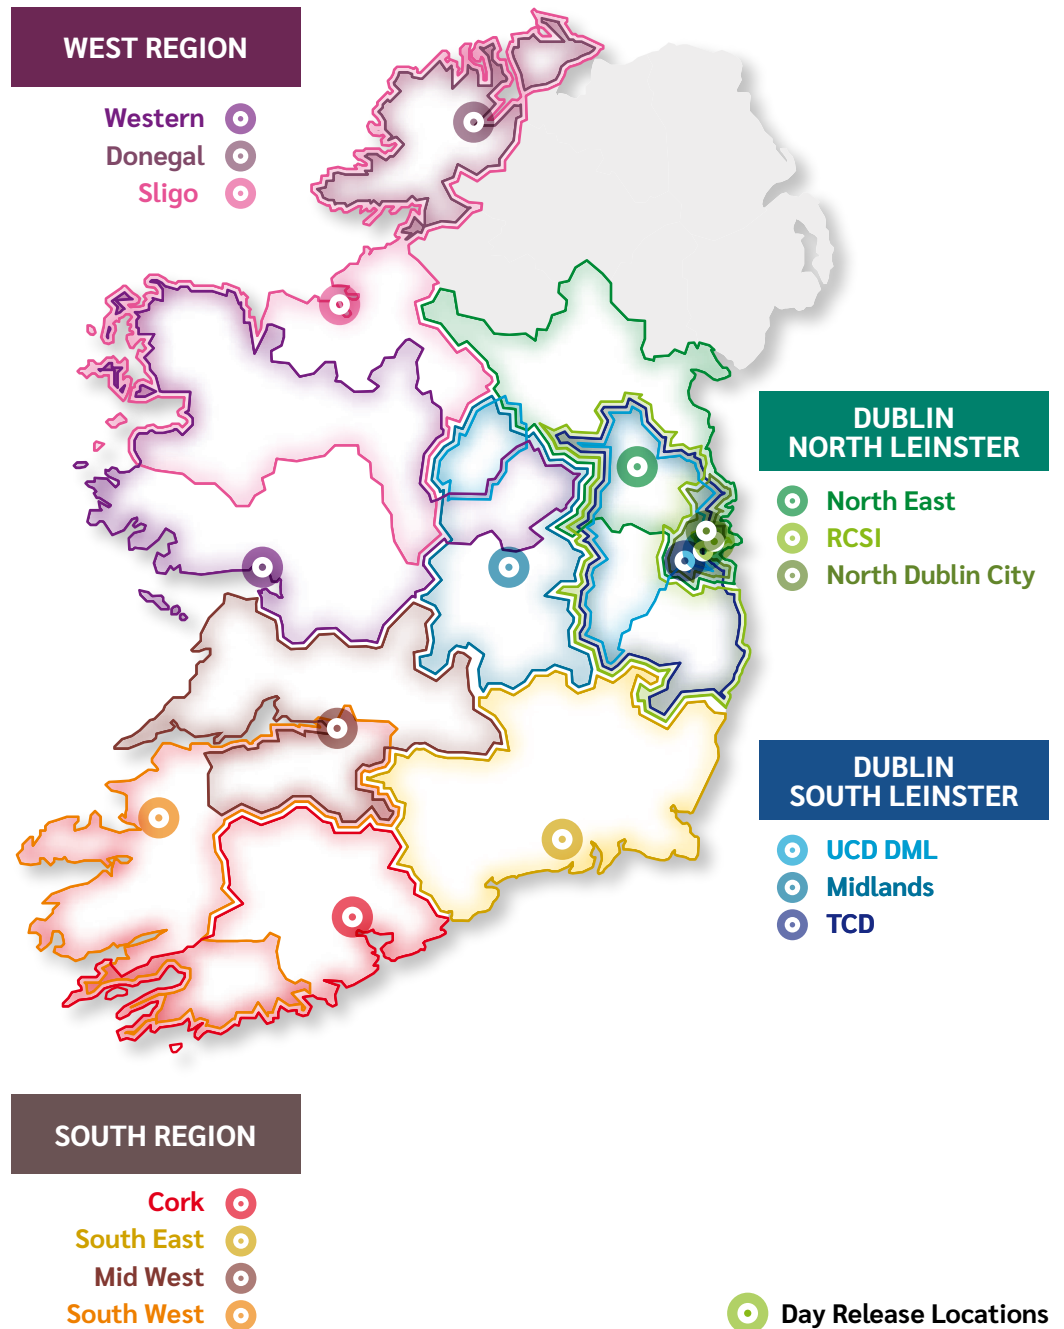 WEST REGION
Western
Donegal
Sligo
DUBLIN
NORTH LEINSTER
North East
RCSI
North Dublin City
DUBLIN
SOUTH LEINSTER
UCD DML
Midlands
TCD
SOUTH REGION
Cork
South East
Mid West
South West
Day Release Locations